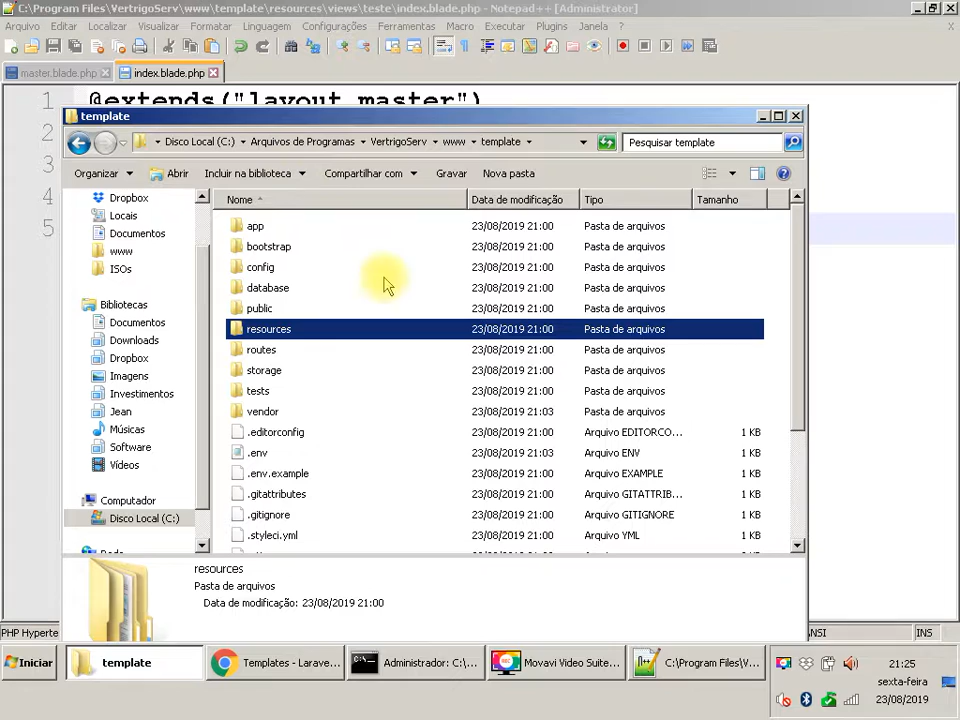 C:\Program Files\VertrigoServ\www\template\resources\views\teste\index.blade.php - Notepad++ [Administrator]
Arquivo Editar Localizar Visualizar Formatar Linguagem Configurações Ferramentas Macro Executar Plugins Janela ? X
master.blade.php index.blade.php
1 @extends("layout.master")
2
3
4
5
template
Disco Local (C:) Arquivos de Programas VertrigoServ www template Pesquisar template
Organizar Abrir Incluir na biblioteca Compartilhar com Gravar Nova pasta
Nome Data de modificação Tipo Tamanho
Dropbox
Locais
Documentos
www
ISOs
Bibliotecas
Documentos
Downloads
Dropbox
Imagens
Investimentos
Jean
Músicas
Software
Vídeos
Computador
Disco Local (C:)
app 23/08/2019 21:00 Pasta de arquivos
bootstrap 23/08/2019 21:00 Pasta de arquivos
config 23/08/2019 21:00 Pasta de arquivos
database 23/08/2019 21:00 Pasta de arquivos
public 23/08/2019 21:00 Pasta de arquivos
resources 23/08/2019 21:00 Pasta de arquivos
routes 23/08/2019 21:00 Pasta de arquivos
storage 23/08/2019 21:00 Pasta de arquivos
tests 23/08/2019 21:00 Pasta de arquivos
vendor 23/08/2019 21:03 Pasta de arquivos
.editorconfig 23/08/2019 21:00 Arquivo EDITORCO... 1 KB
.env 23/08/2019 21:03 Arquivo ENV 1 KB
.env.example 23/08/2019 21:00 Arquivo EXAMPLE 1 KB
.gitattributes 23/08/2019 21:00 Arquivo GITATTRIB... 1 KB
.gitignore 23/08/2019 21:00 Arquivo GITIGNORE 1 KB
.styleci.yml 23/08/2019 21:00 Arquivo YML 1 KB
resources
Pasta de arquivos
Data de modificação: 23/08/2019 21:00
PHP Hyperte ANSI INS
Iniciar template Templates - Larave... Administrador: C:\... Movavi Video Suite... C:\Program Files\V...
21:25
sexta-feira
23/08/2019